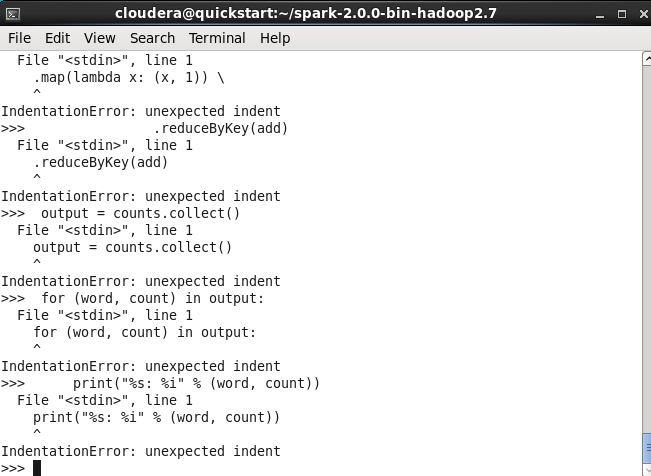 cloudera@quickstart:~/spark-2.0.0-bin-hadoop2.7
File Edit View Search Terminal Help
  File "<stdin>", line 1
    .map(lambda x: (x, 1)) \
    ^
IndentationError: unexpected indent
>>>                .reduceByKey(add)
  File "<stdin>", line 1
    .reduceByKey(add)
    ^
IndentationError: unexpected indent
>>>  output = counts.collect()
  File "<stdin>", line 1
    output = counts.collect()
    ^
IndentationError: unexpected indent
>>>  for (word, count) in output:
  File "<stdin>", line 1
    for (word, count) in output:
    ^
IndentationError: unexpected indent
>>>      print("%s: %i" % (word, count))
  File "<stdin>", line 1
    print("%s: %i" % (word, count))
    ^
IndentationError: unexpected indent
>>>